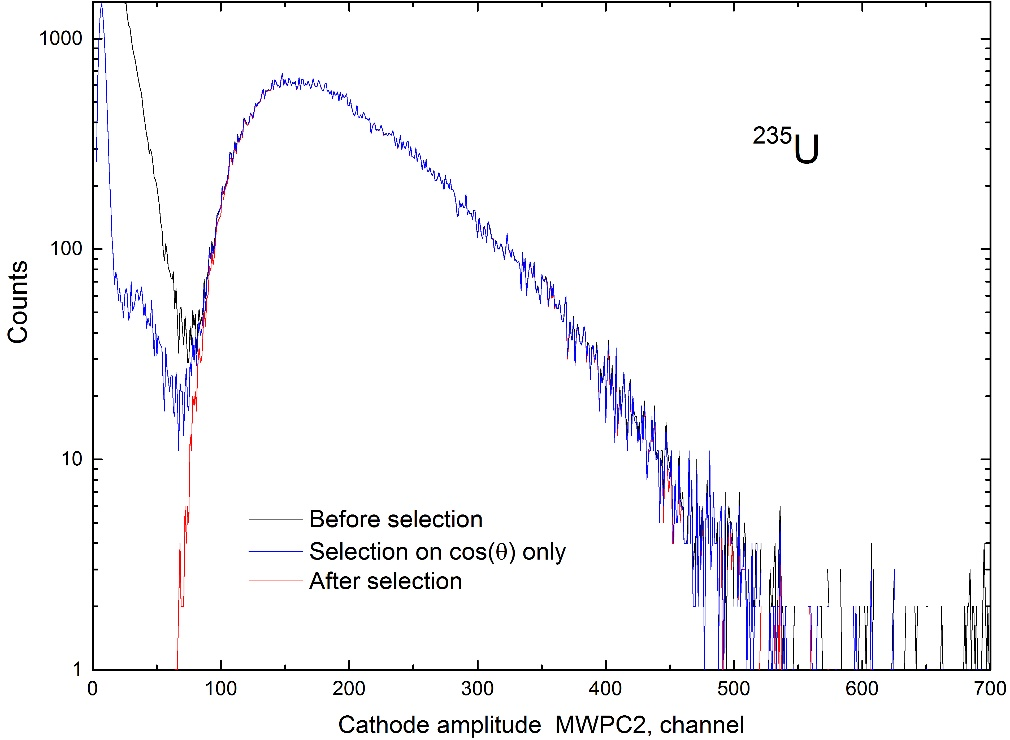 1000
100
10
1
Counts
²³⁵U
Before selection
Selection on cos(θ) only
After selection
0 100 200 300 400 500 600 700
Cathode amplitude MWPC2, channel